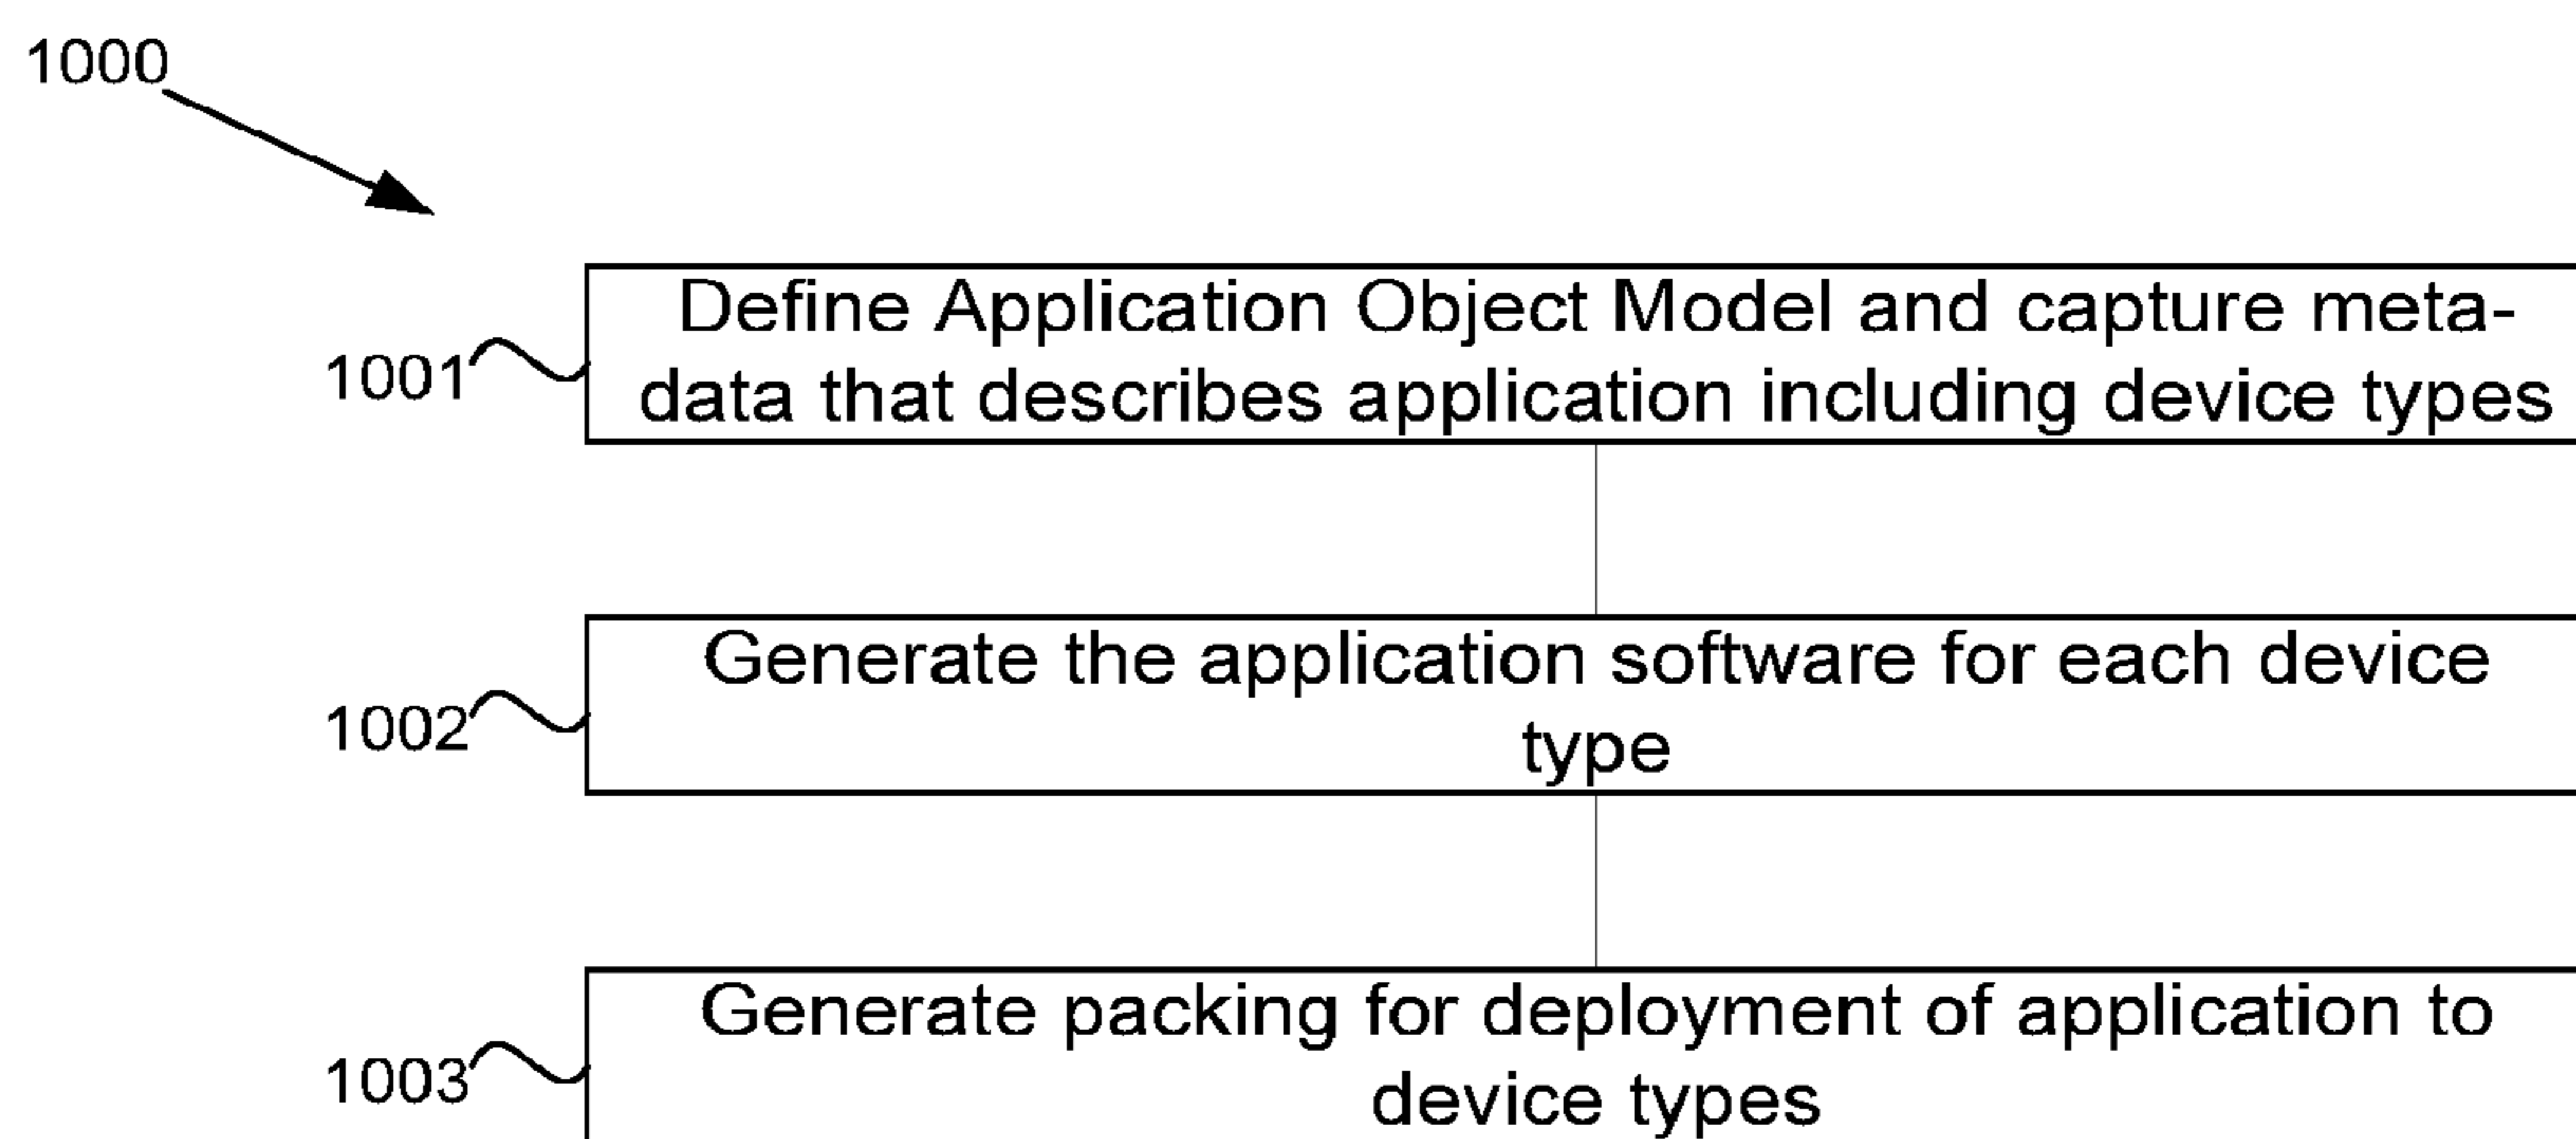 1000
Define Application Object Model and capture meta-
1001
data that describes application including device types
Generate the application software for each device
1002
type
Generate packing for deployment of application to
1003
device types